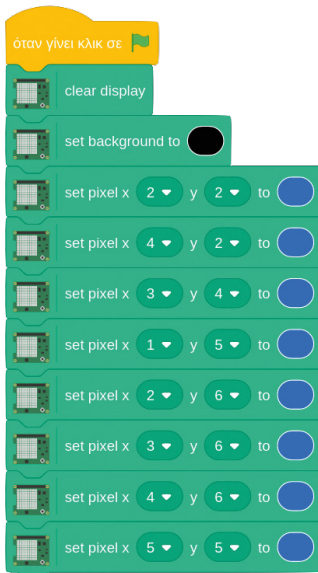 όταν γίνει κλικ σε
clear display
set background to
set pixel x 2 y 2 to
set pixel x 4 y 2 to
set pixel x 3 y 4 to
set pixel x 1 y 5 to
set pixel x 2 y 6 to
set pixel x 3 y 6 to
set pixel x 4 y 6 to
set pixel x 5 y 5 to